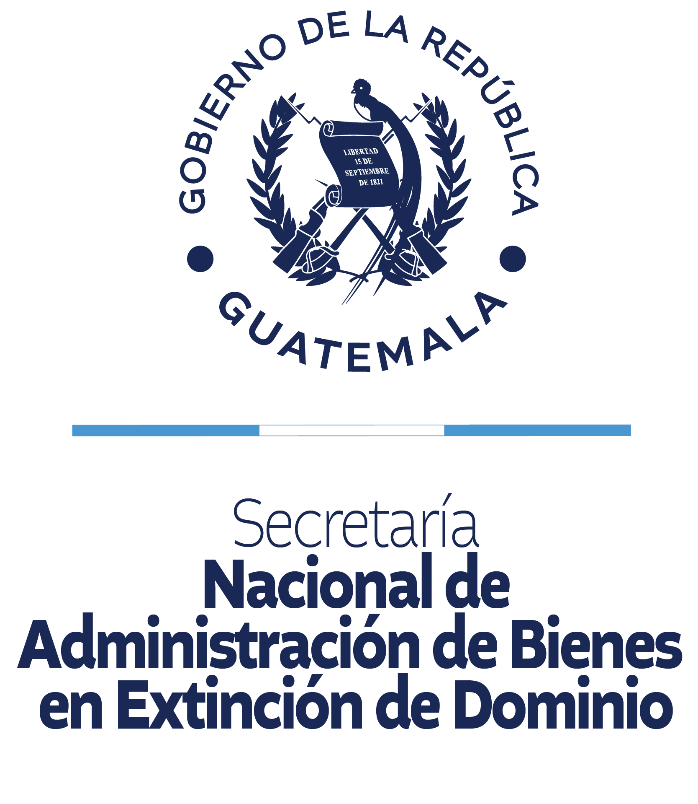 GOBIERNO DE LA REPÚBLICA
LIBERTAD
15 DE
SEPTIEMBRE
DE 1821
GUATEMALA
Secretaría
Nacional de
Administración de Bienes
en Extinción de Dominio